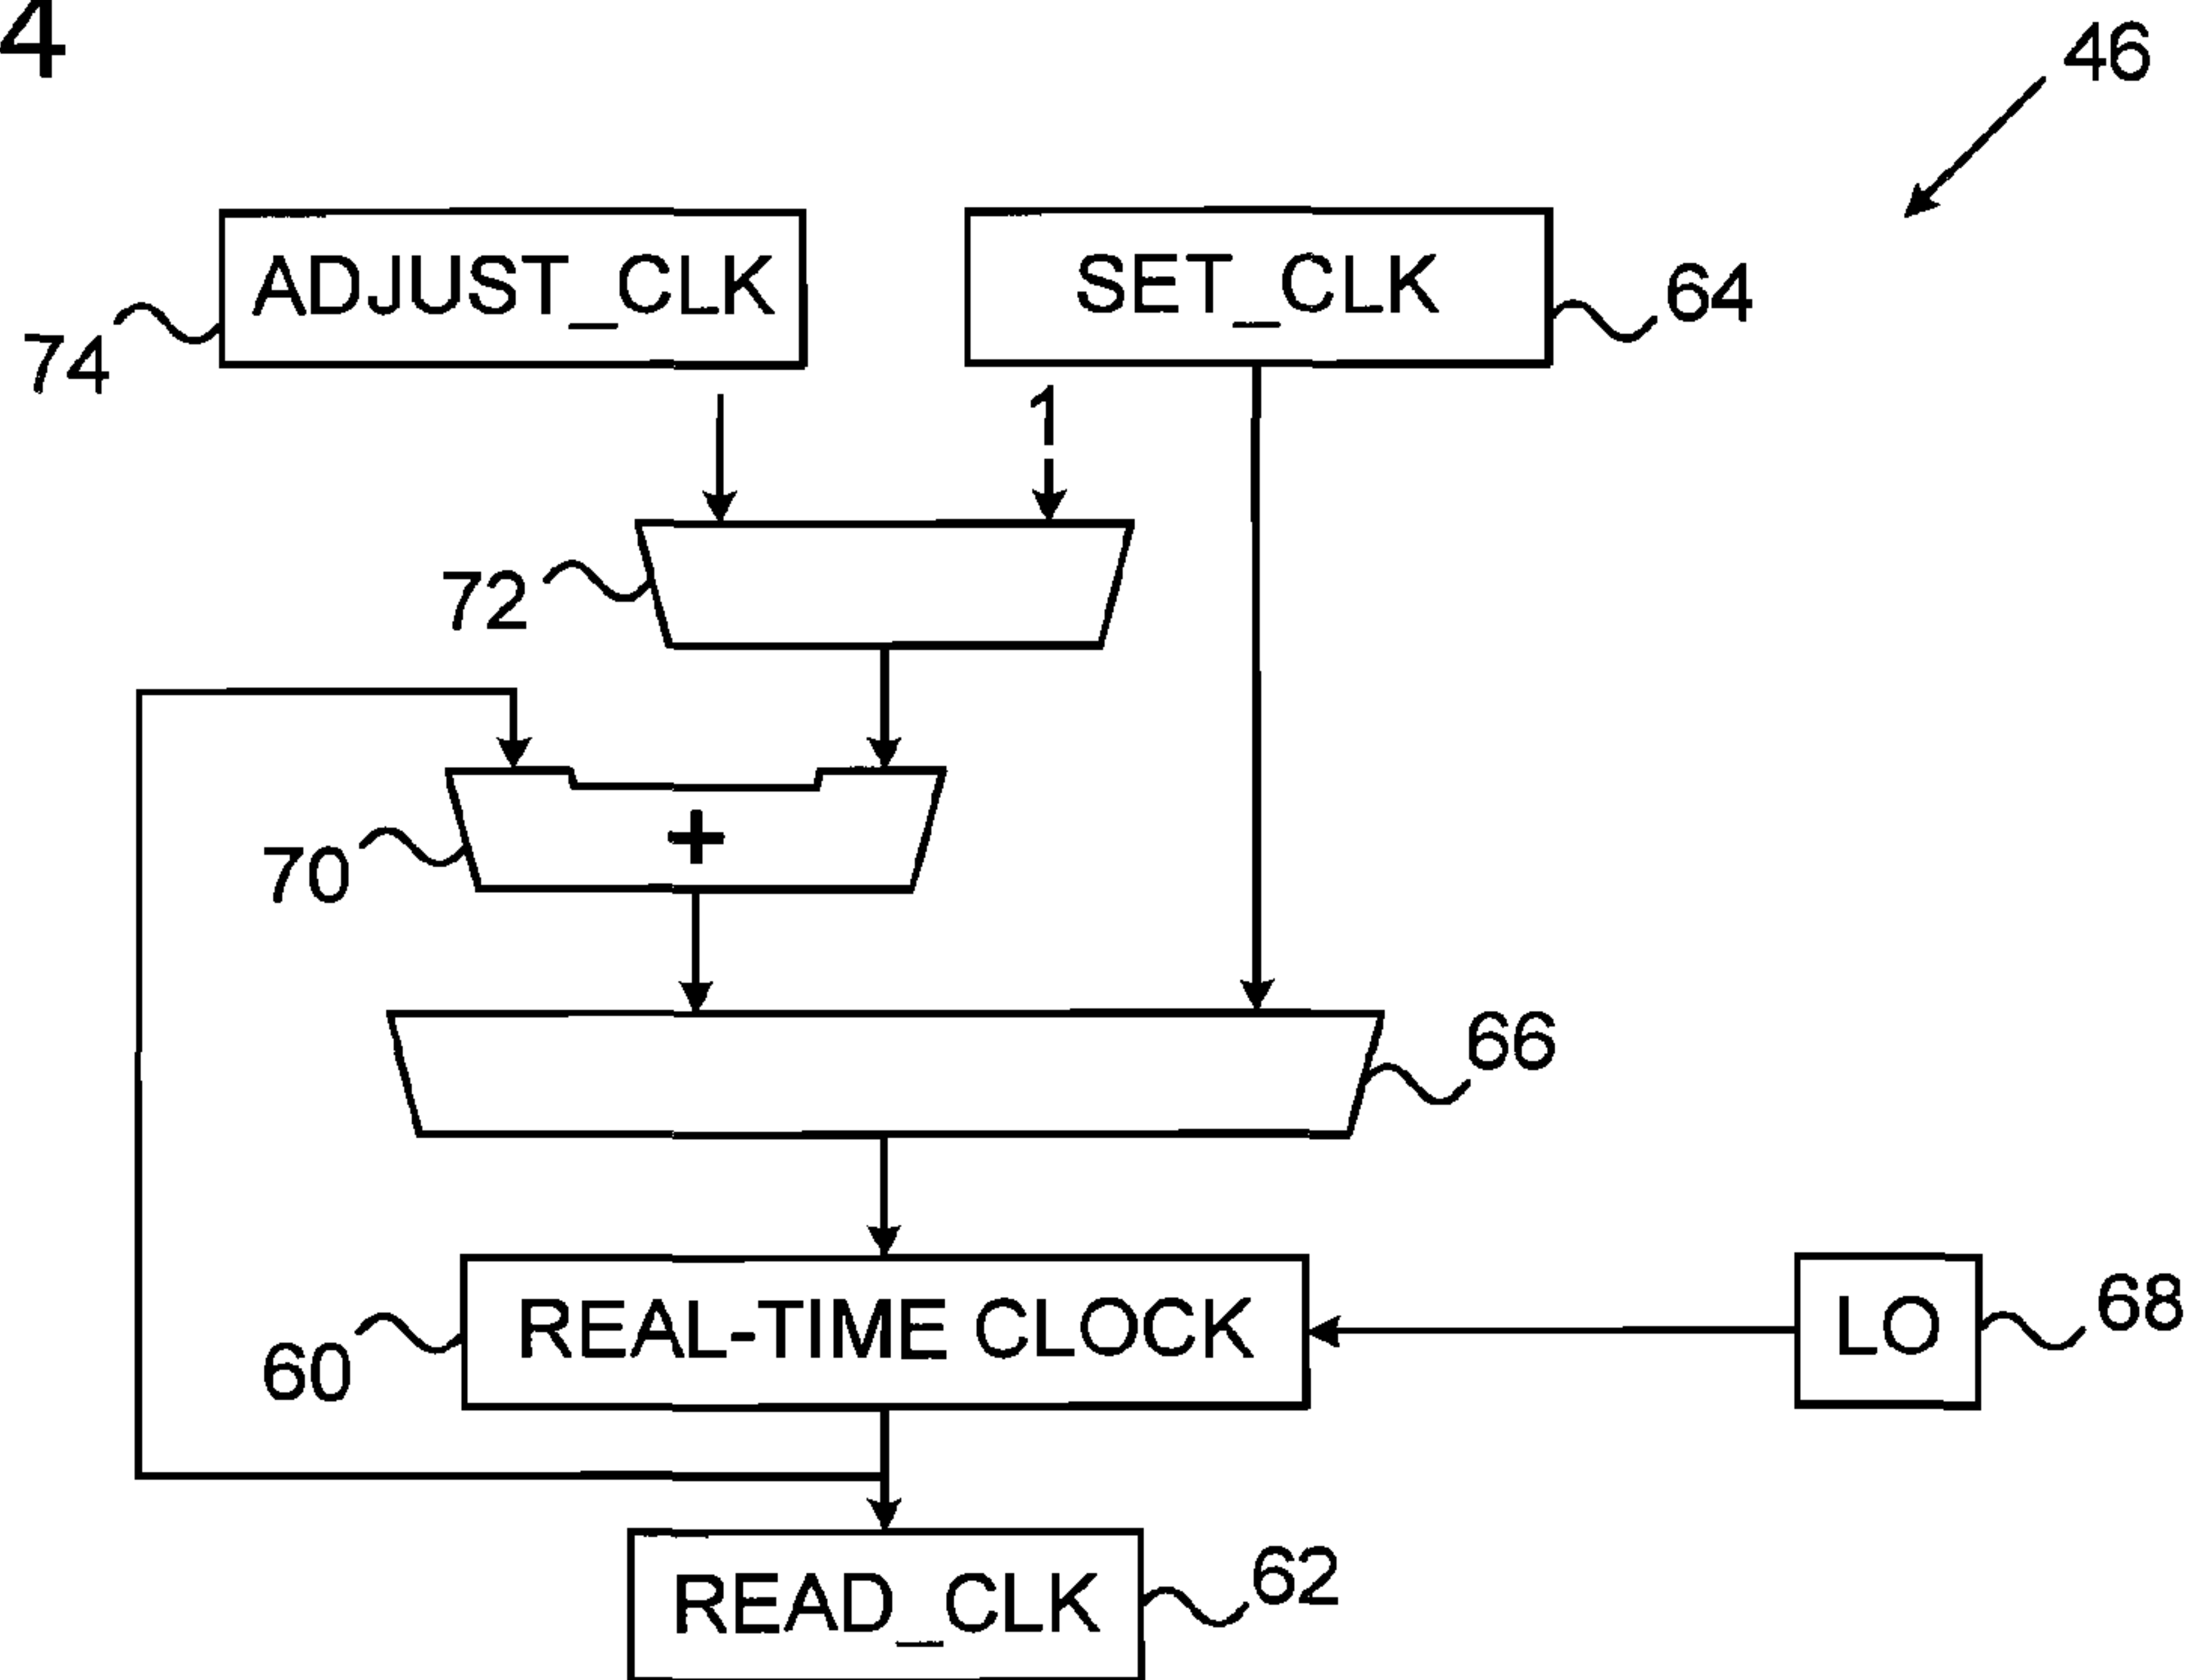 4
46
ADJUST_CLK
SET_CLK
74
64
1
72
70
+
66
60
REAL-TIME CLOCK
LO
68
READ_CLK
62